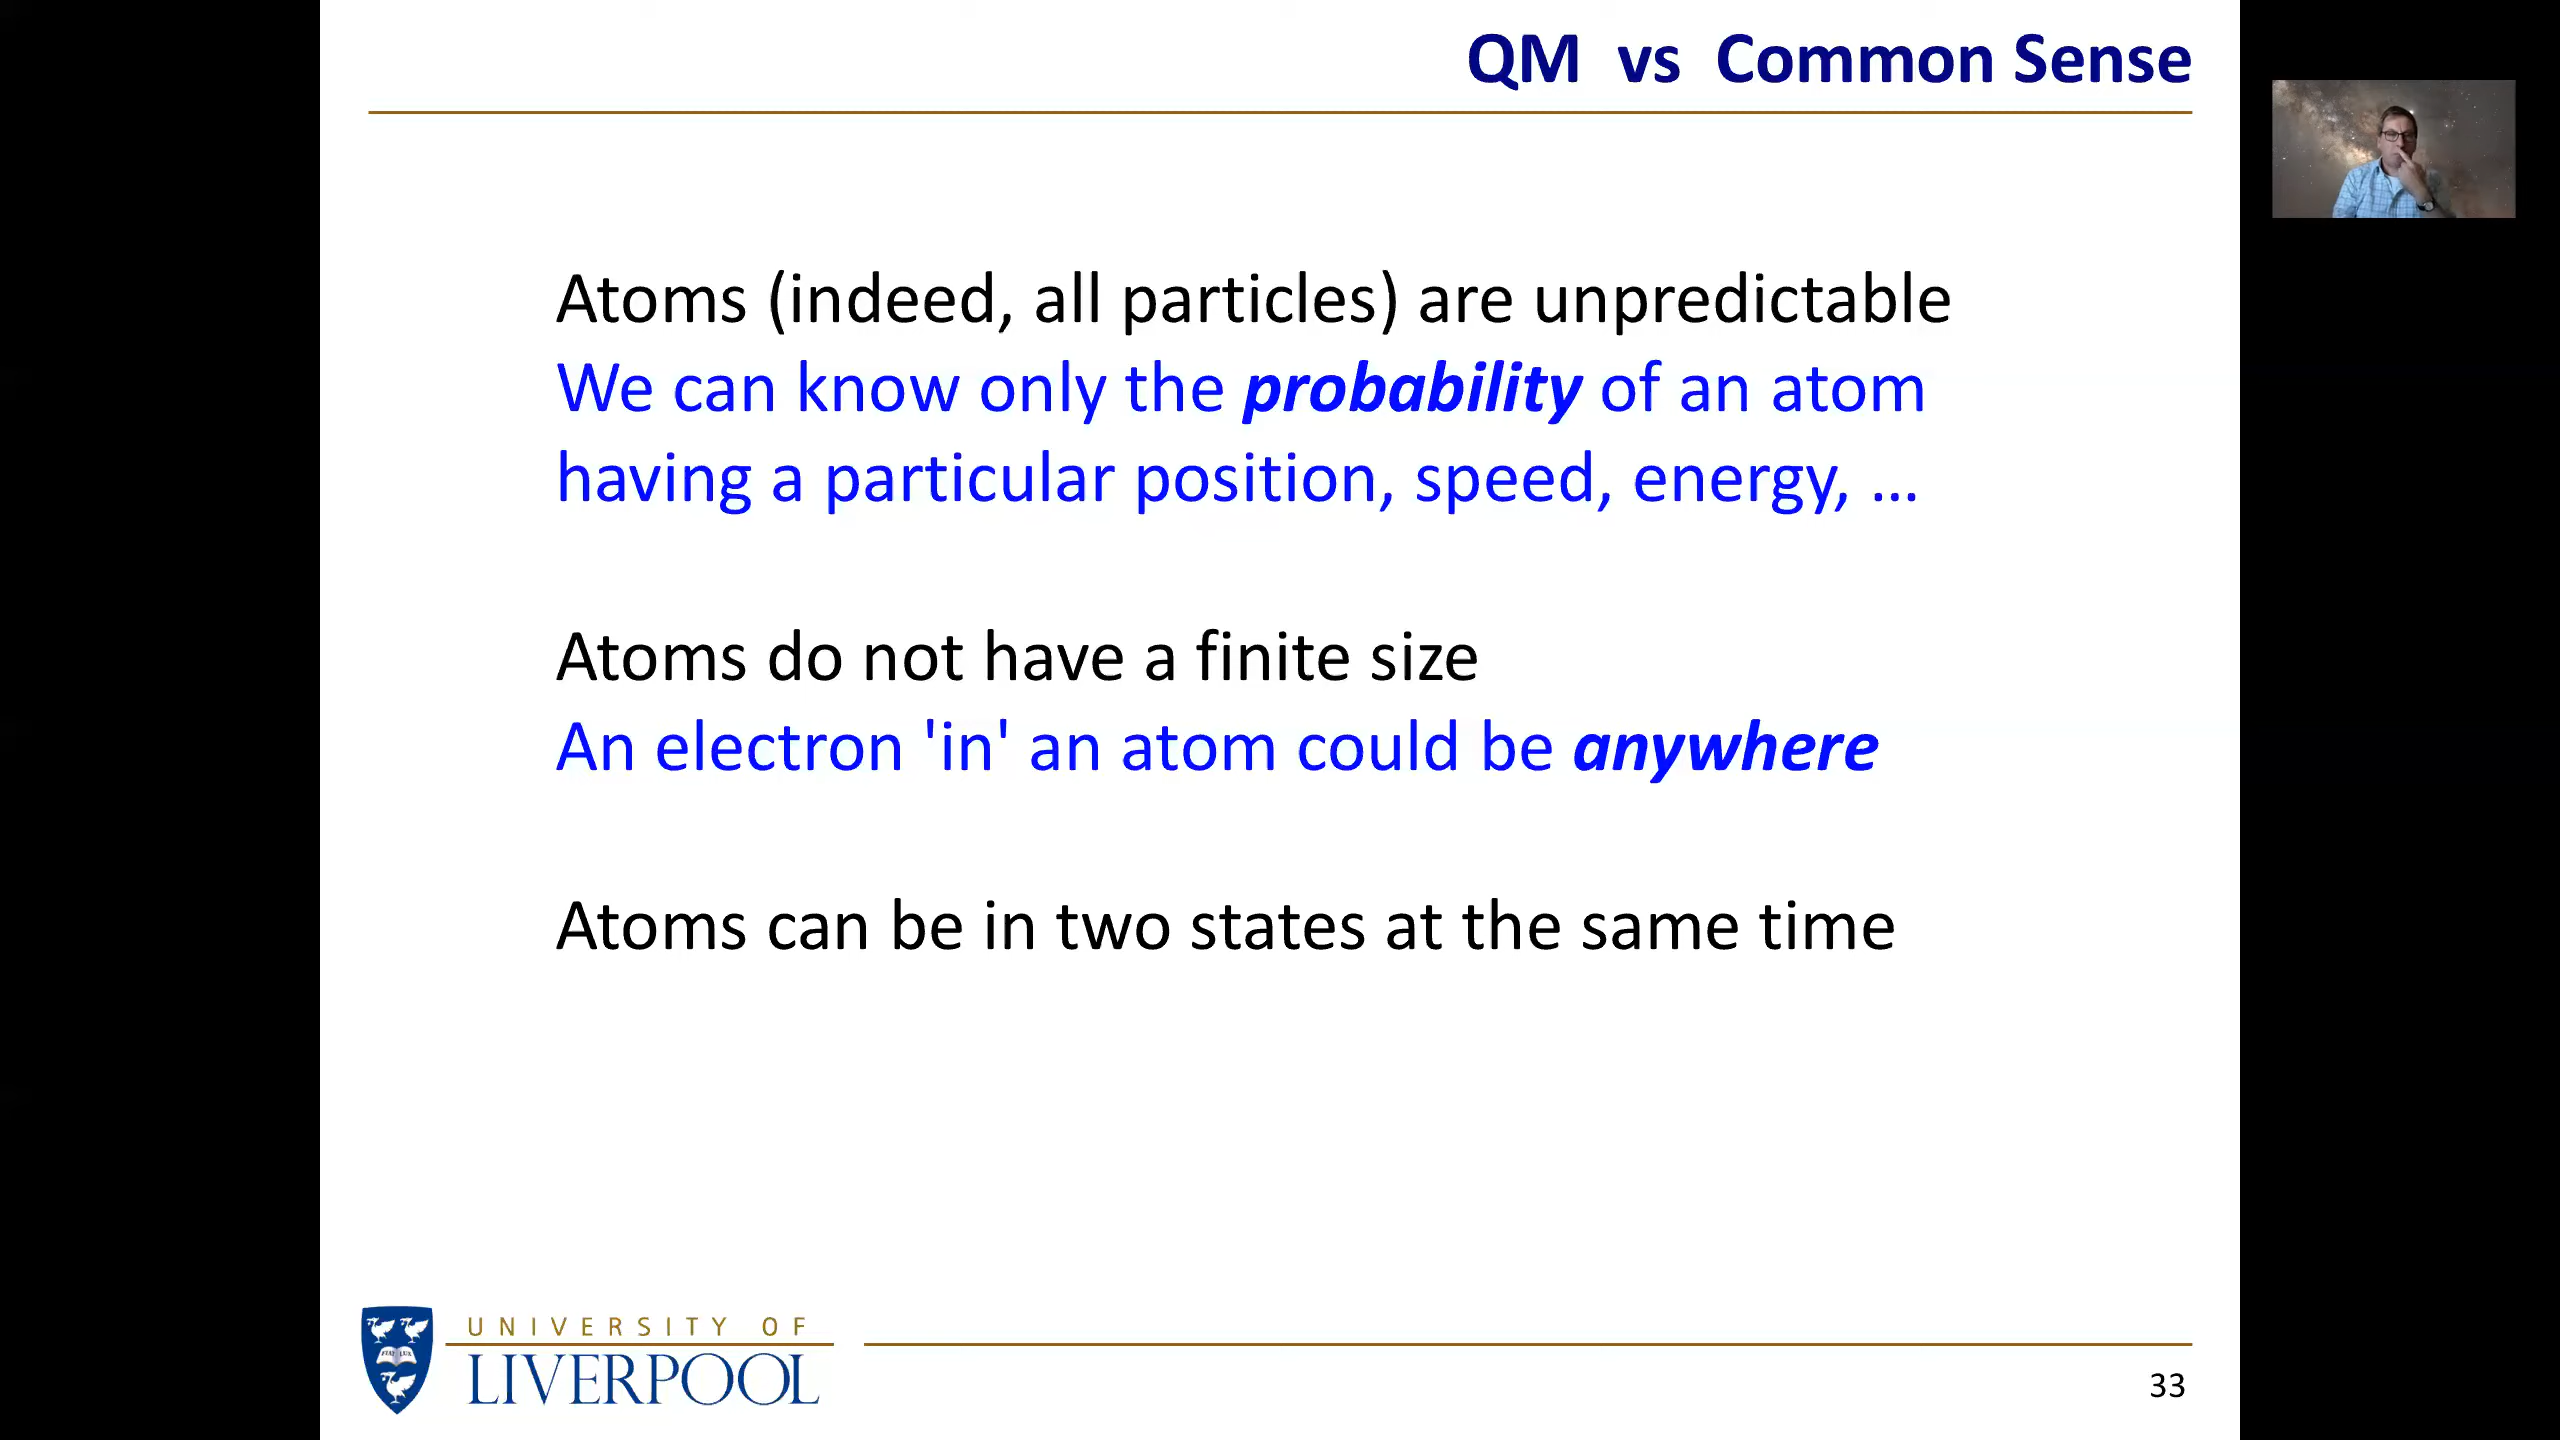 QM vs Common Sense
Atoms (indeed, all particles) are unpredictable
We can know only the probability of an atom
having a particular position, speed, energy, ...
Atoms do not have a finite size
An electron 'in' an atom could be anywhere
Atoms can be in two states at the same time
FIAT LUX
UNIVERSITY OF
LIVERPOOL
33